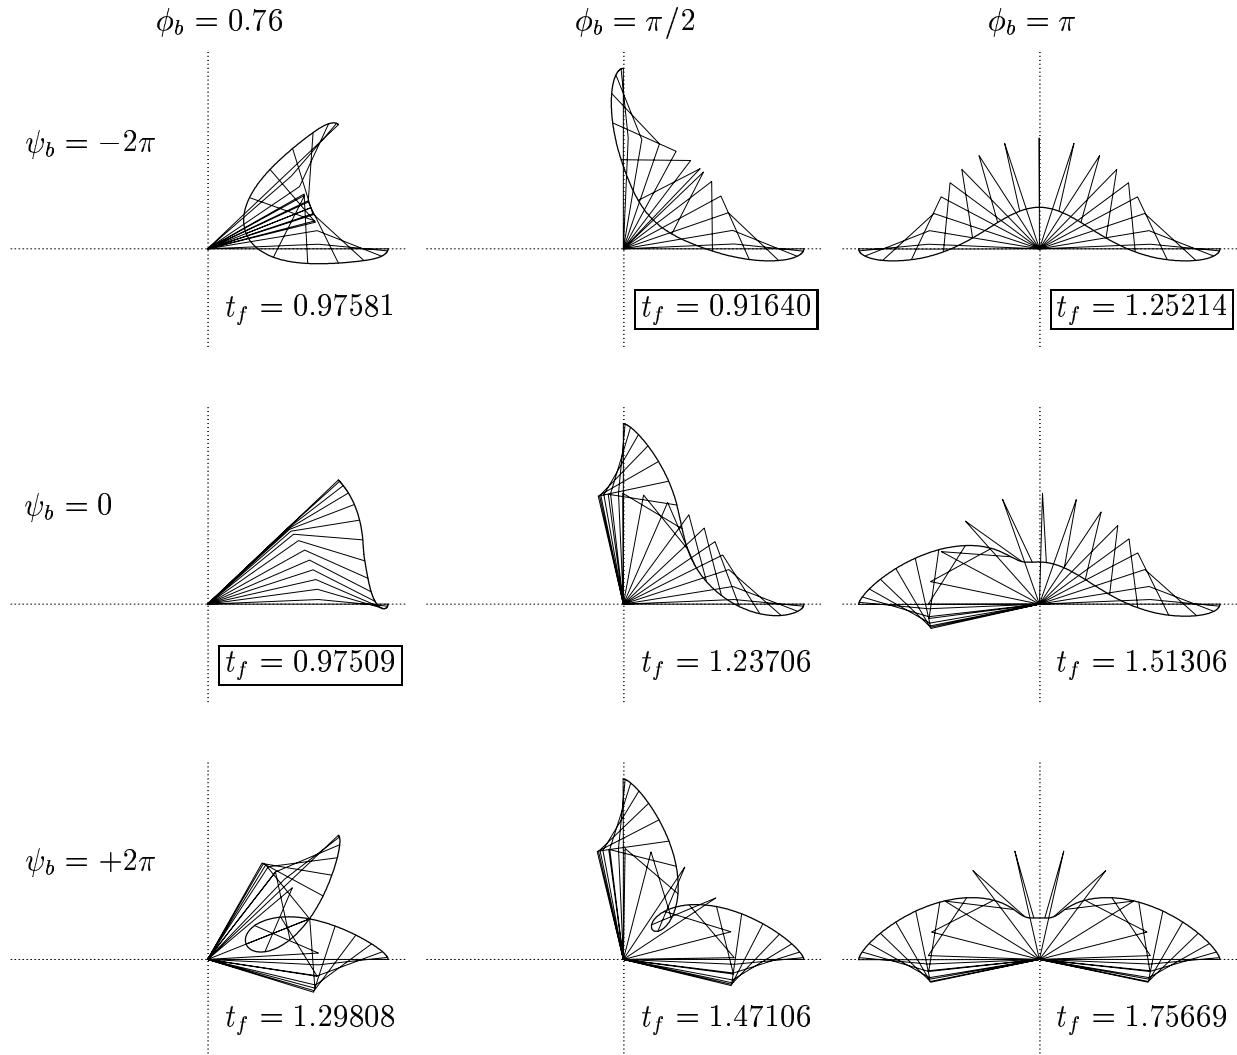 ϕ_b = 0.76 ϕ_b = π/2 ϕ_b = π
ψ_b = −2π
t_f = 0.97581 t_f = 0.91640 t_f = 1.25214
ψ_b = 0
t_f = 0.97509 t_f = 1.23706 t_f = 1.51306
ψ_b = +2π
t_f = 1.29808 t_f = 1.47106 t_f = 1.75669